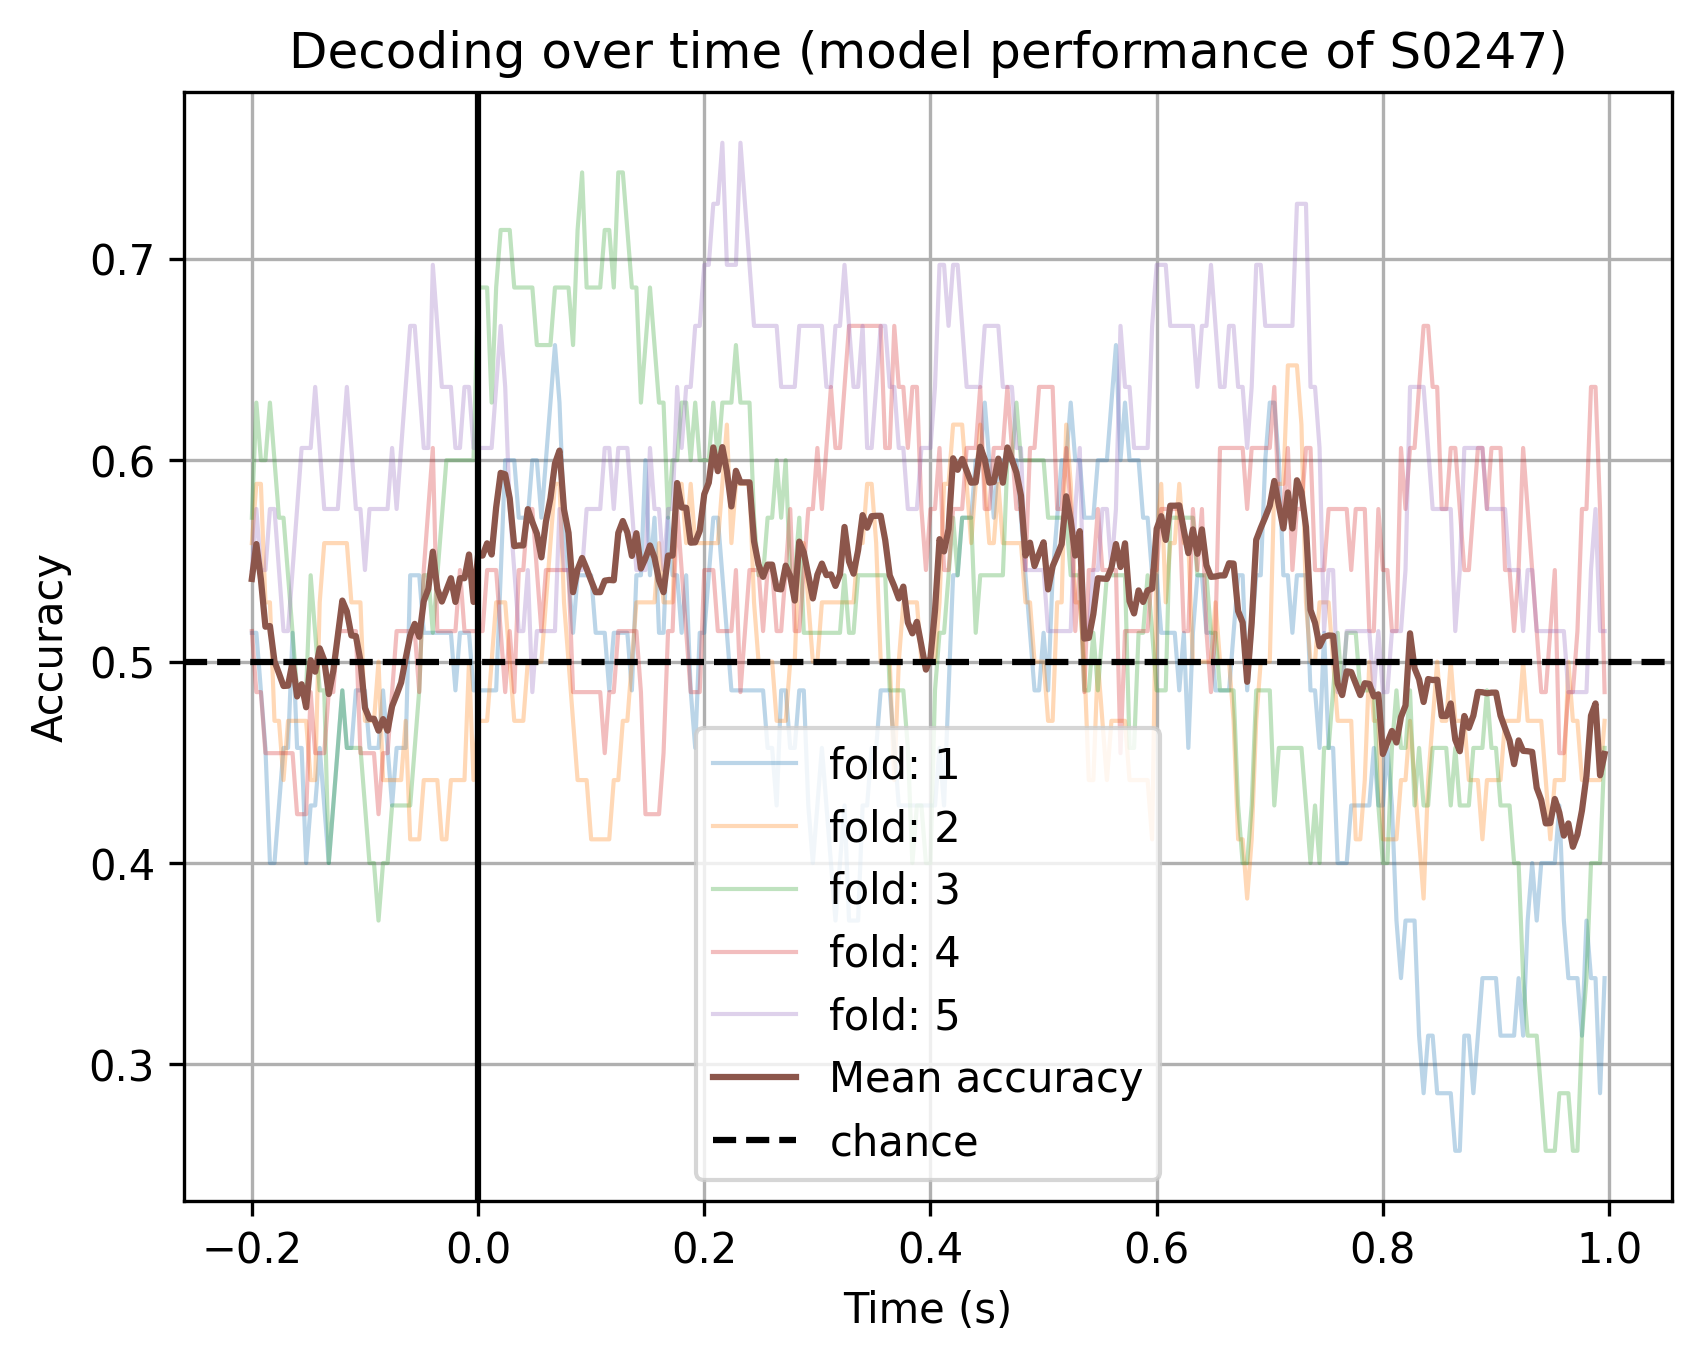 Decoding over time (model performance of S0247)
Accuracy
0.7
0.6
0.5
0.4
0.3
fold: 1
fold: 2
fold: 3
fold: 4
fold: 5
Mean accuracy
chance
−0.2 0.0 0.2 0.4 0.6 0.8 1.0
Time (s)